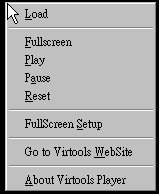 Load
Fullscreen
Play
Pause
Reset
FullScreen Setup
Go to Virtools WebSite
About Virtools Player